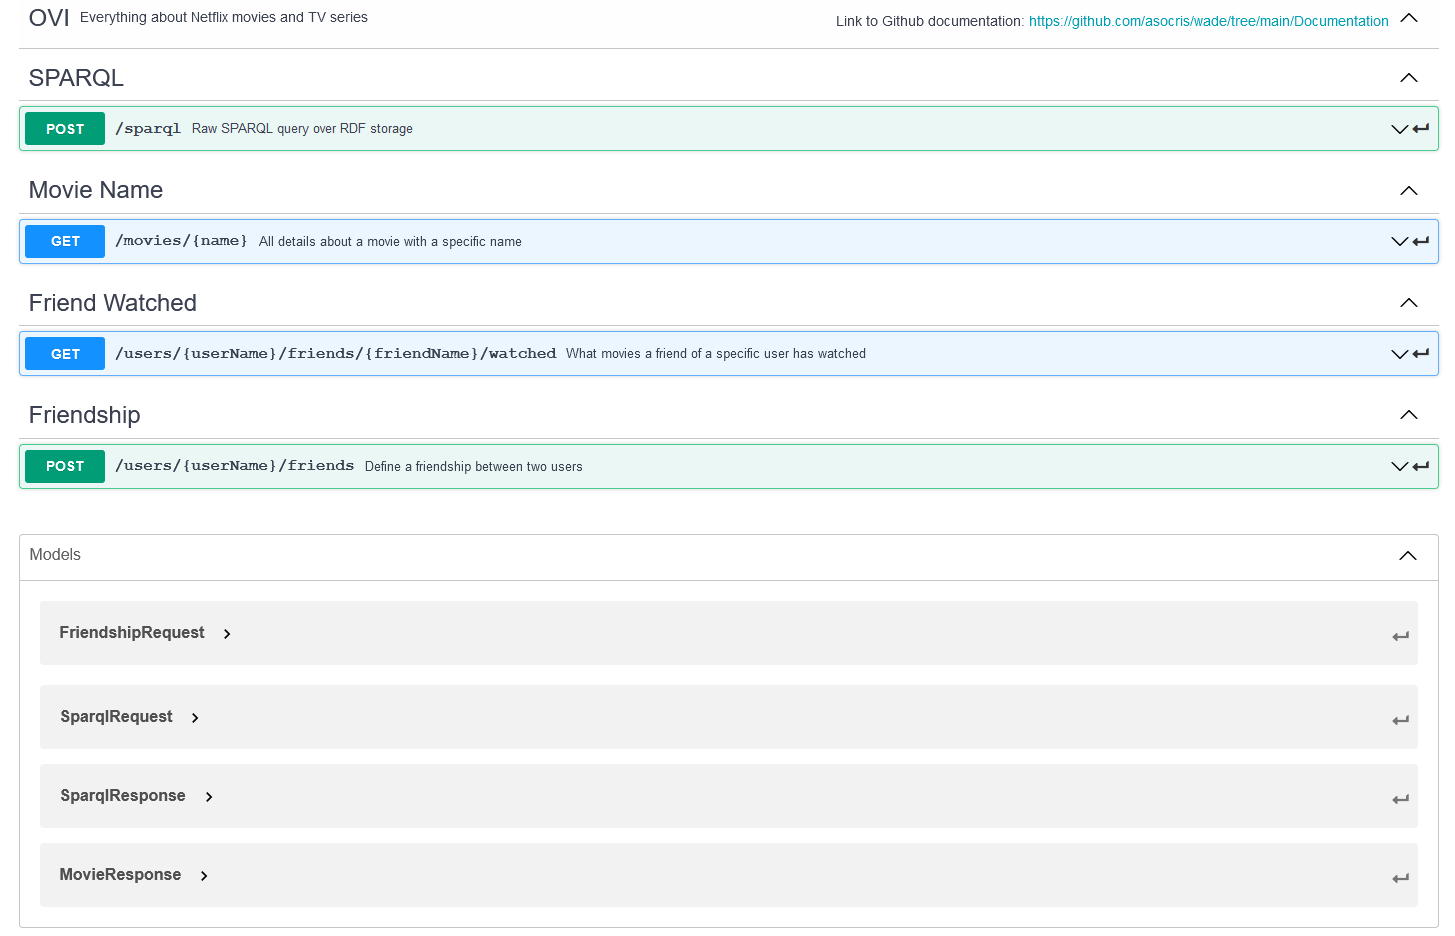 OVI Everything about Netflix movies and TV series Link to Github documentation: https://github.com/asocris/wade/tree/main/Documentation
SPARQL
POST /sparql Raw SPARQL query over RDF storage
Movie Name
GET /movies/{name} All details about a movie with a specific name
Friend Watched
GET /users/{userName}/friends/{friendName}/watched What movies a friend of a specific user has watched
Friendship
POST /users/{userName}/friends Define a friendship between two users
Models
FriendshipRequest
SparqlRequest
SparqlResponse
MovieResponse